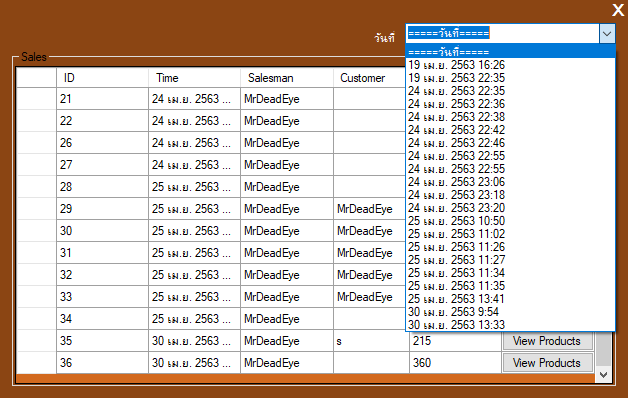 X
วันที่ =====วันที่=====
=====วันที่=====
19 เม.ย. 2563 16:26
19 เม.ย. 2563 22:35
24 เม.ย. 2563 22:35
24 เม.ย. 2563 22:36
24 เม.ย. 2563 22:38
24 เม.ย. 2563 22:42
24 เม.ย. 2563 22:46
24 เม.ย. 2563 22:55
24 เม.ย. 2563 22:55
24 เม.ย. 2563 23:06
24 เม.ย. 2563 23:18
24 เม.ย. 2563 23:20
25 เม.ย. 2563 10:50
25 เม.ย. 2563 11:02
25 เม.ย. 2563 11:26
25 เม.ย. 2563 11:27
25 เม.ย. 2563 11:34
25 เม.ย. 2563 11:35
25 เม.ย. 2563 13:41
30 เม.ย. 2563 9:54
30 เม.ย. 2563 13:33
Sales
ID Time Salesman Customer
21 24 เม.ย. 2563 ... MrDeadEye
22 24 เม.ย. 2563 ... MrDeadEye
26 24 เม.ย. 2563 ... MrDeadEye
27 24 เม.ย. 2563 ... MrDeadEye
28 25 เม.ย. 2563 ... MrDeadEye
29 25 เม.ย. 2563 ... MrDeadEye MrDeadEye
30 25 เม.ย. 2563 ... MrDeadEye MrDeadEye
31 25 เม.ย. 2563 ... MrDeadEye MrDeadEye
32 25 เม.ย. 2563 ... MrDeadEye MrDeadEye
33 25 เม.ย. 2563 ... MrDeadEye MrDeadEye
34 25 เม.ย. 2563 ... MrDeadEye
35 30 เม.ย. 2563 ... MrDeadEye s 215 View Products
36 30 เม.ย. 2563 ... MrDeadEye 360 View Products